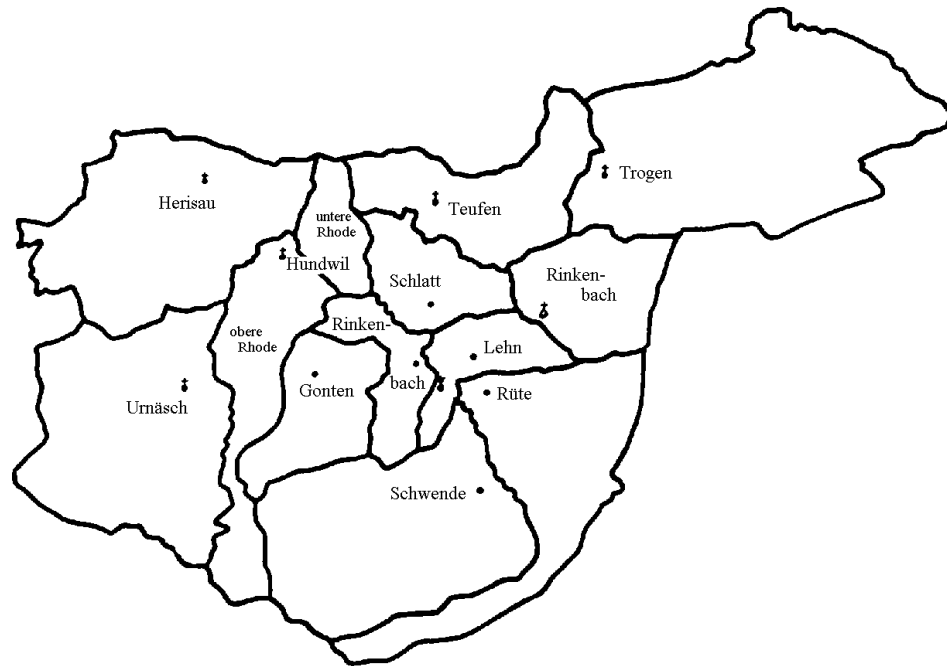 Trogen
Herisau
Teufen
untere
Rhode
Hundwil
Schlatt
Rinken-
bach
obere
Rhode
Rinken-
bach
Lehn
Gonten
Urnäsch
Rüte
Schwende